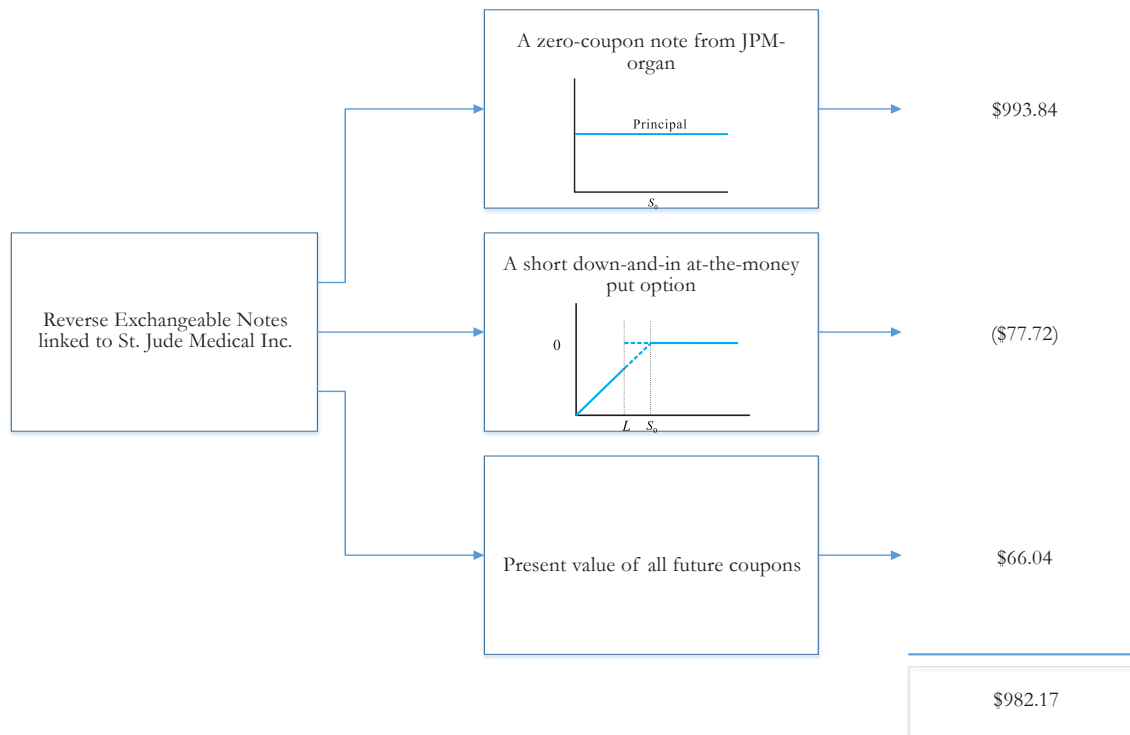 A zero-coupon note from JPM-
organ
Principal
S₀
$993.84
Reverse Exchangeable Notes
linked to St. Jude Medical Inc.
A short down-and-in at-the-money
put option
0
L S₀
($77.72)
Present value of all future coupons
$66.04
$982.17